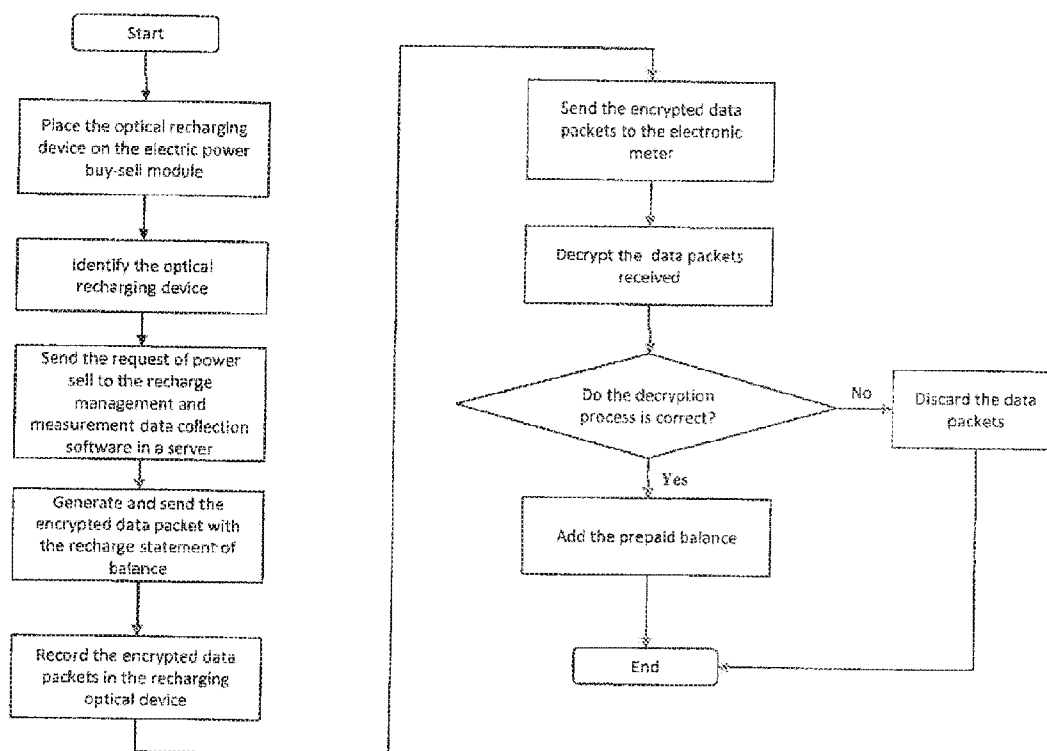 Start
Place the optical recharging
device on the electric power
buy-sell module
Identify the optical
recharging device
Send the request of power
sell to the recharge
management and
measurement data collection
software in a server
Generate and send the
encrypted data packet with
the recharge statement of
balance
Record the encrypted data
packets in the recharging
optical device
Send the encrypted data
packets to the electronic
meter
Decrypt the data packets
received
Do the decryption
process is correct?
No
Discard the data
packets
Yes
Add the prepaid balance
End